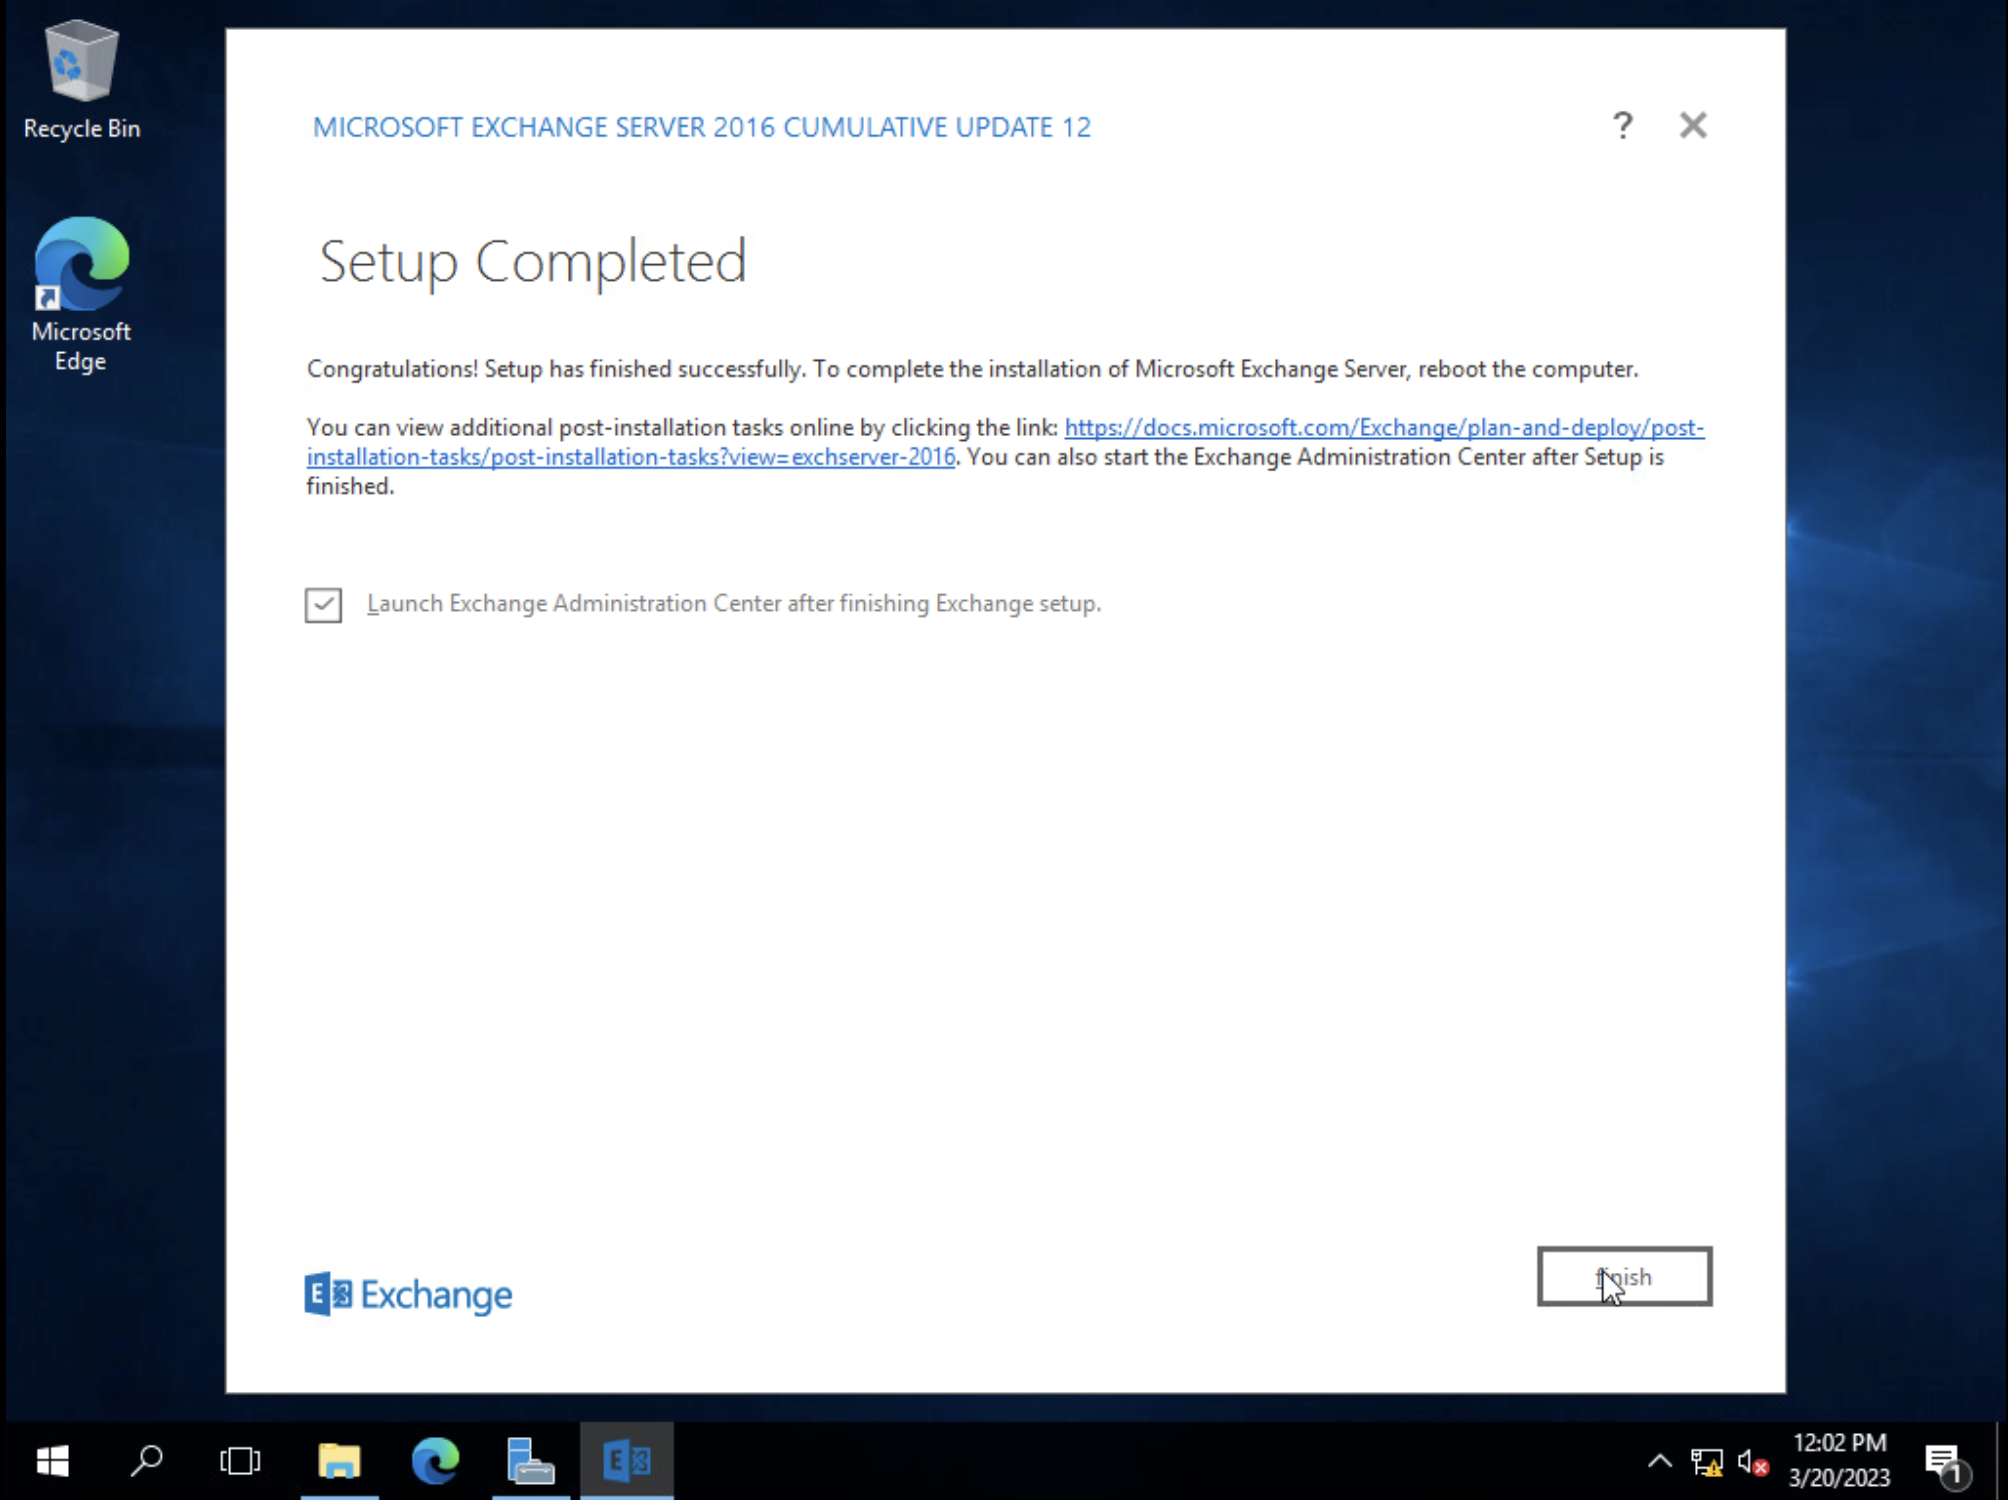 Recycle Bin
Microsoft
Edge
MICROSOFT EXCHANGE SERVER 2016 CUMULATIVE UPDATE 12
?
Setup Completed
Congratulations! Setup has finished successfully. To complete the installation of Microsoft Exchange Server, reboot the computer.
You can view additional post-installation tasks online by clicking the link: https://docs.microsoft.com/Exchange/plan-and-deploy/post-
installation-tasks/post-installation-tasks?view=exchserver-2016. You can also start the Exchange Administration Center after Setup is
finished.
Launch Exchange Administration Center after finishing Exchange setup.
E Exchange
finish
E
12:02 PM
3/20/2023
1